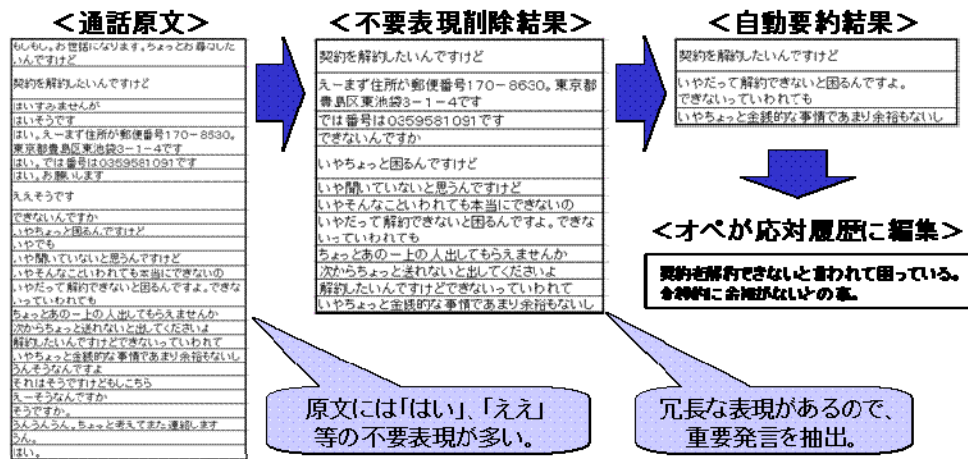 ＜通話原文＞
もしもし。お世話になります。ちょっとお尋ねした
いんですけど
契約を解約したいんですけど
はいすみませんが
はいそうです
はい。えーまず住所が郵便番号170－8530。
東京都豊島区東池袋3－1－4です
はい。では番号は0359581091です
はい。お願いします
ええそうです
できないんですか
いやちょっと困るんですけど
いやでも
いや聞いていないと思うんですけど
いやそんなこといわれても本当にできないの
いやだって解約できないと困るんですよ。できな
いっていわれても
ちょっとあの一上の人出してもらえませんか
次からちょっと送れないと出してくださいよ
解約したいんですけどできないっていわれて
いやちょっと金銭的な事情であまり余裕もないし
うんそうなんですよ
それはそうですけどもしこちら
えーそうなんですか
そうですか。
うんうんうん。ちょっと考えてまた連絡します
うん。
はい。
＜不要表現削除結果＞
契約を解約したいんですけど
えーまず住所が郵便番号170－8630。東京都
豊島区東池袋3－1－4です
では番号は0359581091です
できないんですか
いやちょっと困るんですけど
いや聞いていないと思うんですけど
いやそんなこといわれても本当にできないの
いやだって解約できないと困るんですよ。できな
いっていわれても
ちょっとあの一上の人出してもらえませんか
次からちょっと送れないと出してくださいよ
解約したいんですけどできないっていわれて
いやちょっと金銭的な事情であまり余裕もないし
＜自動要約結果＞
契約を解約したいんですけど
いやだって解約できないと困るんですよ。
できないっていわれても
いやちょっと金銭的な事情であまり余裕もないし
＜オペが応対履歴に編集＞
契約を解約できないと言われて困っている。
金銭的に余裕がないとの事。
原文には「はい」、「ええ」
等の不要表現が多い。
冗長な表現があるので、
重要発言を抽出。